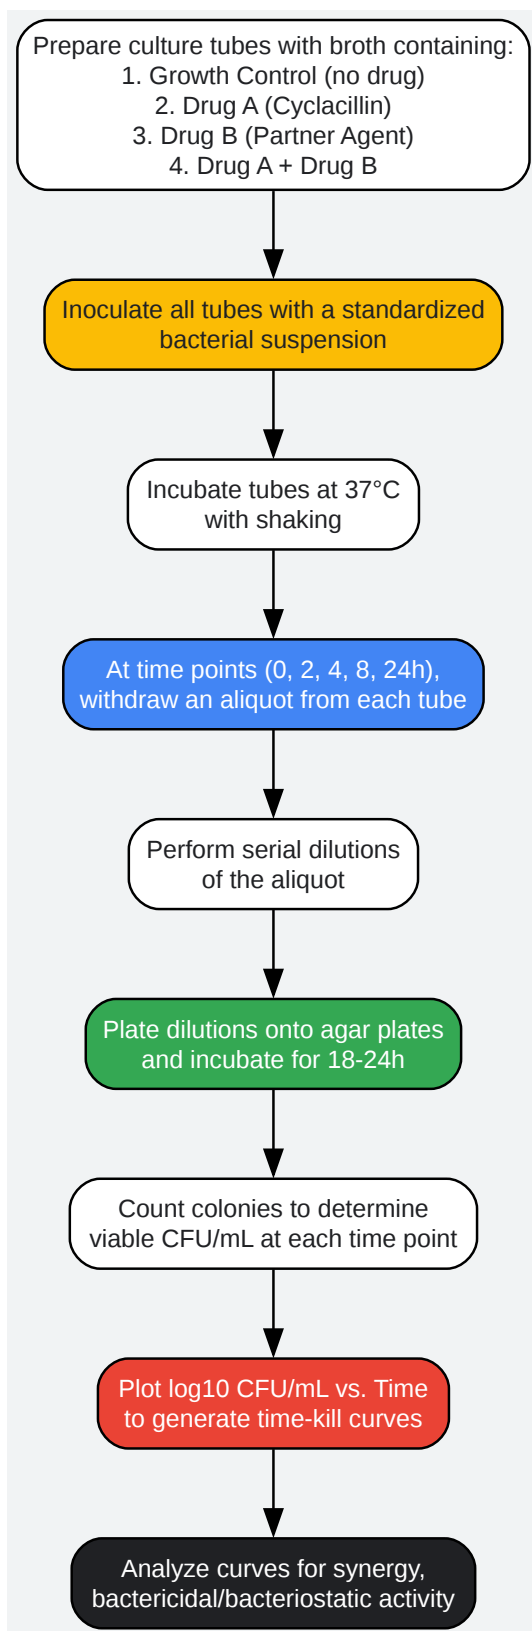 Prepare culture tubes with broth containing:
1. Growth Control (no drug)
2. Drug A (Cyclacillin)
3. Drug B (Partner Agent)
4. Drug A + Drug B
Inoculate all tubes with a standardized
bacterial suspension
Incubate tubes at 37°C
with shaking
At time points (0, 2, 4, 8, 24h),
withdraw an aliquot from each tube
Perform serial dilutions
of the aliquot
Plate dilutions onto agar plates
and incubate for 18-24h
Count colonies to determine
viable CFU/mL at each time point
Plot log10 CFU/mL vs. Time
to generate time-kill curves
Analyze curves for synergy,
bactericidal/bacteriostatic activity